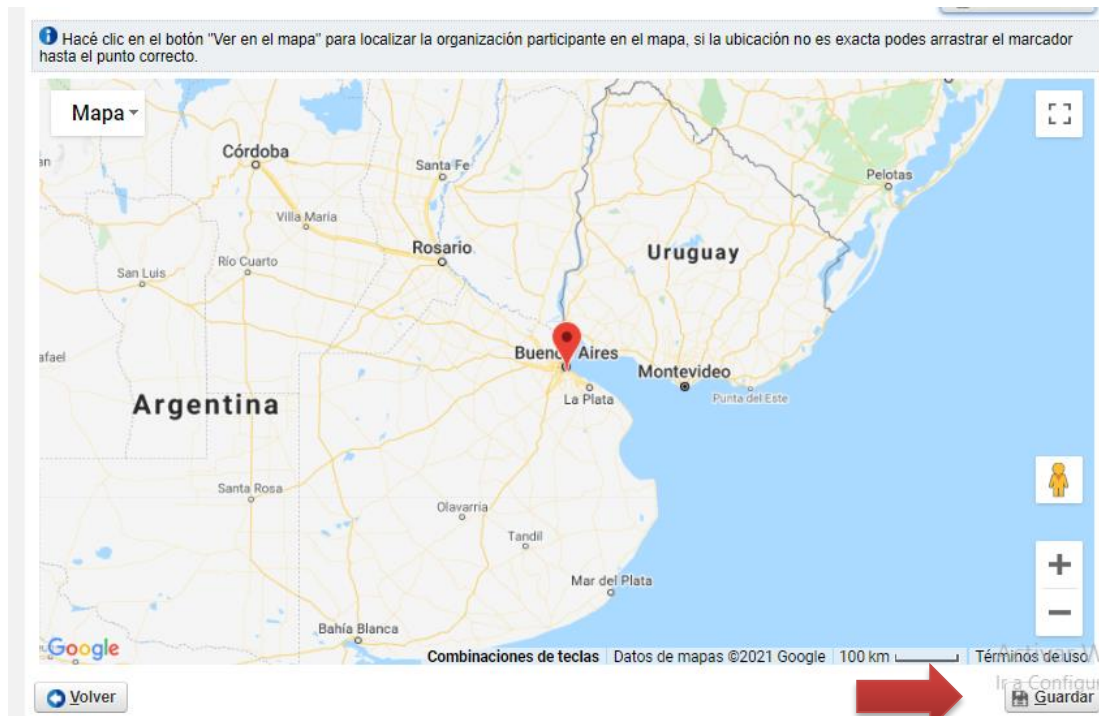 Hacé clic en el botón "Ver en el mapa" para localizar la organización participante en el mapa, si la ubicación no es exacta podes arrastrar el marcador
hasta el punto correcto.
Mapa
Córdoba
Santa Fe
Pelotas
Villa María
Rosario
Uruguay
Río Cuarto
San Luis
afael
Buenos Aires
Montevideo
La Plata
Punta del Este
Argentina
Santa Rosa
Olavarría
Tandil
Mar del Plata
Bahía Blanca
Google
Combinaciones de teclas
Datos de mapas ©2021 Google
100 km
Términos de uso
Activar W
Ir a Configur
Volver
Guardar